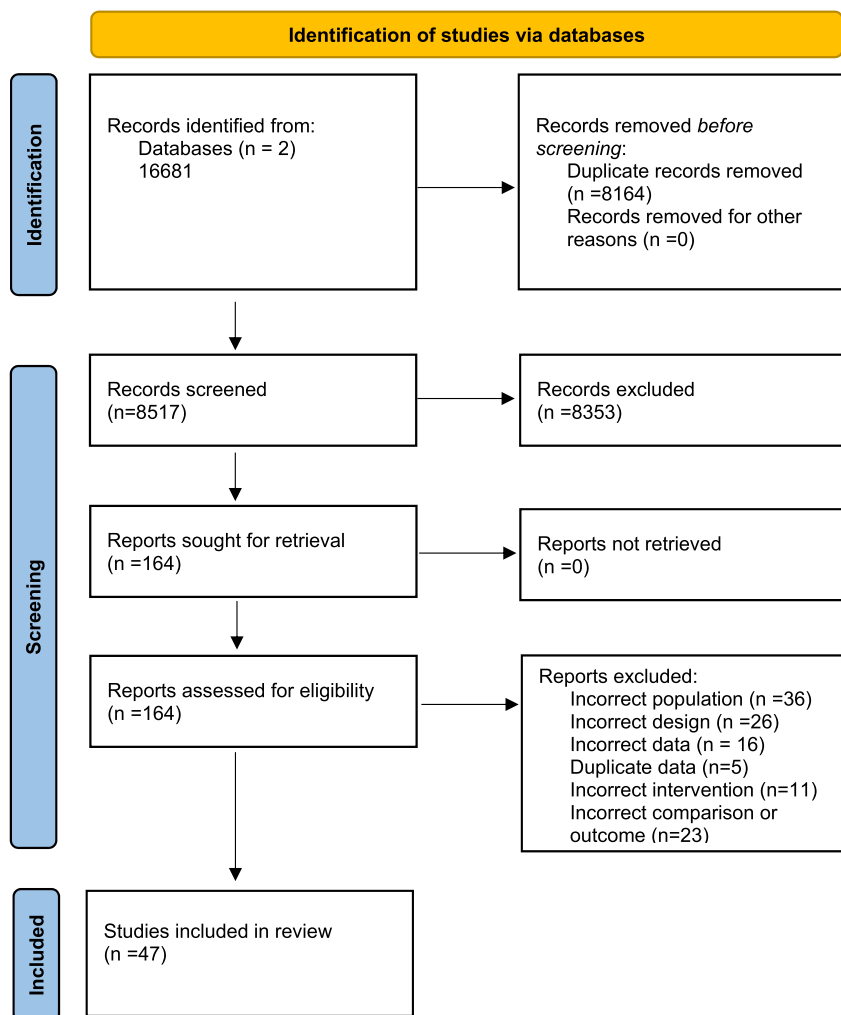 Identification of studies via databases
Identification
Records identified from:
Databases (n = 2)
16681
Records removed before
screening:
Duplicate records removed
(n =8164)
Records removed for other
reasons (n =0)
Screening
Records screened
(n=8517)
Records excluded
(n =8353)
Reports sought for retrieval
(n =164)
Reports not retrieved
(n =0)
Reports assessed for eligibility
(n =164)
Reports excluded:
Incorrect population (n =36)
Incorrect design (n =26)
Incorrect data (n = 16)
Duplicate data (n=5)
Incorrect intervention (n=11)
Incorrect comparison or
outcome (n=23)
Included
Studies included in review
(n =47)